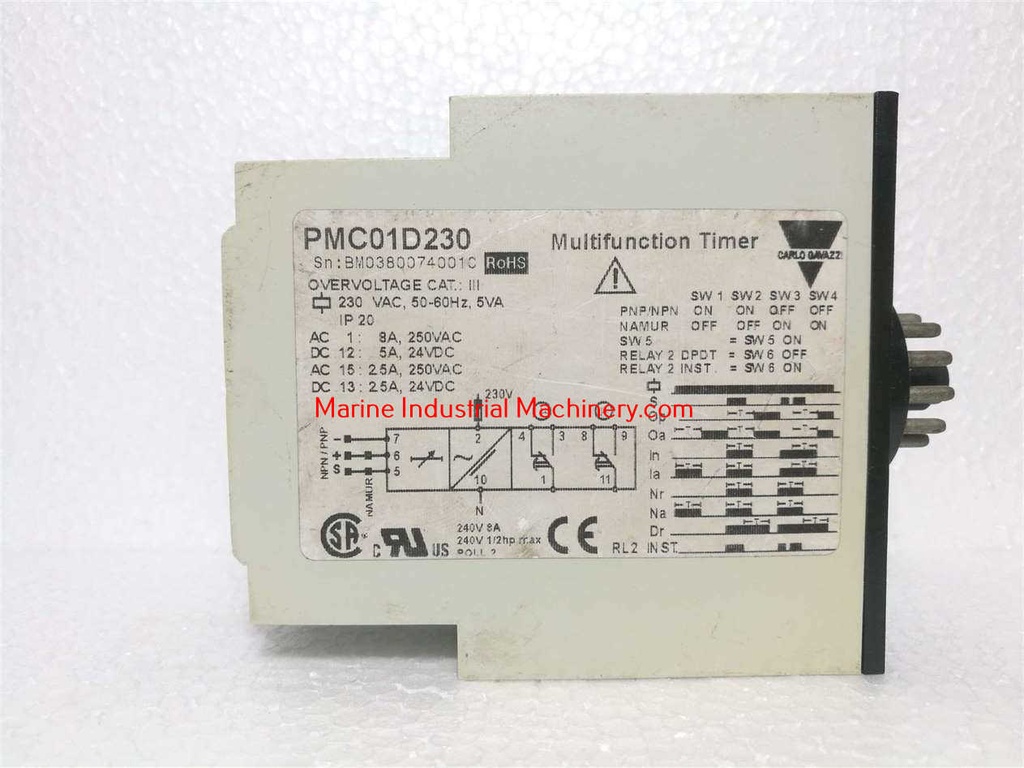 PMC01D230
Sn:BM03800740010 RoHS
OVERVOLTAGE CAT.: III
230 VAC, 50-60Hz, 5VA
IP 20
AC 1: 8A, 250VAC
DC 12: 5A, 24VDC
AC 15: 2.5A, 250VAC
DC 13: 2.5A, 24VDC
Multifunction Timer
CARLO GAVAZZI
SW 1 SW 2 SW 3 SW 4
PNP/NPN ON ON OFF OFF
NAMUR OFF OFF ON ON
SW 5 = SW 5 ON
RELAY 2 DPDT = SW 6 OFF
RELAY 2 INST. = SW 6 ON
230V
Marine Industrial Machinery.com
NPN / PNP
NAMUR
- 7
+ 6
S 5
2 4 3 8 9
~
10 1 11
N
S
Op
Oa
In
Ia
Nr
Na
Dr
RL2 INST.
SA
C RU US
240V 8A
240V 1/2hp max
POLL.2
CE